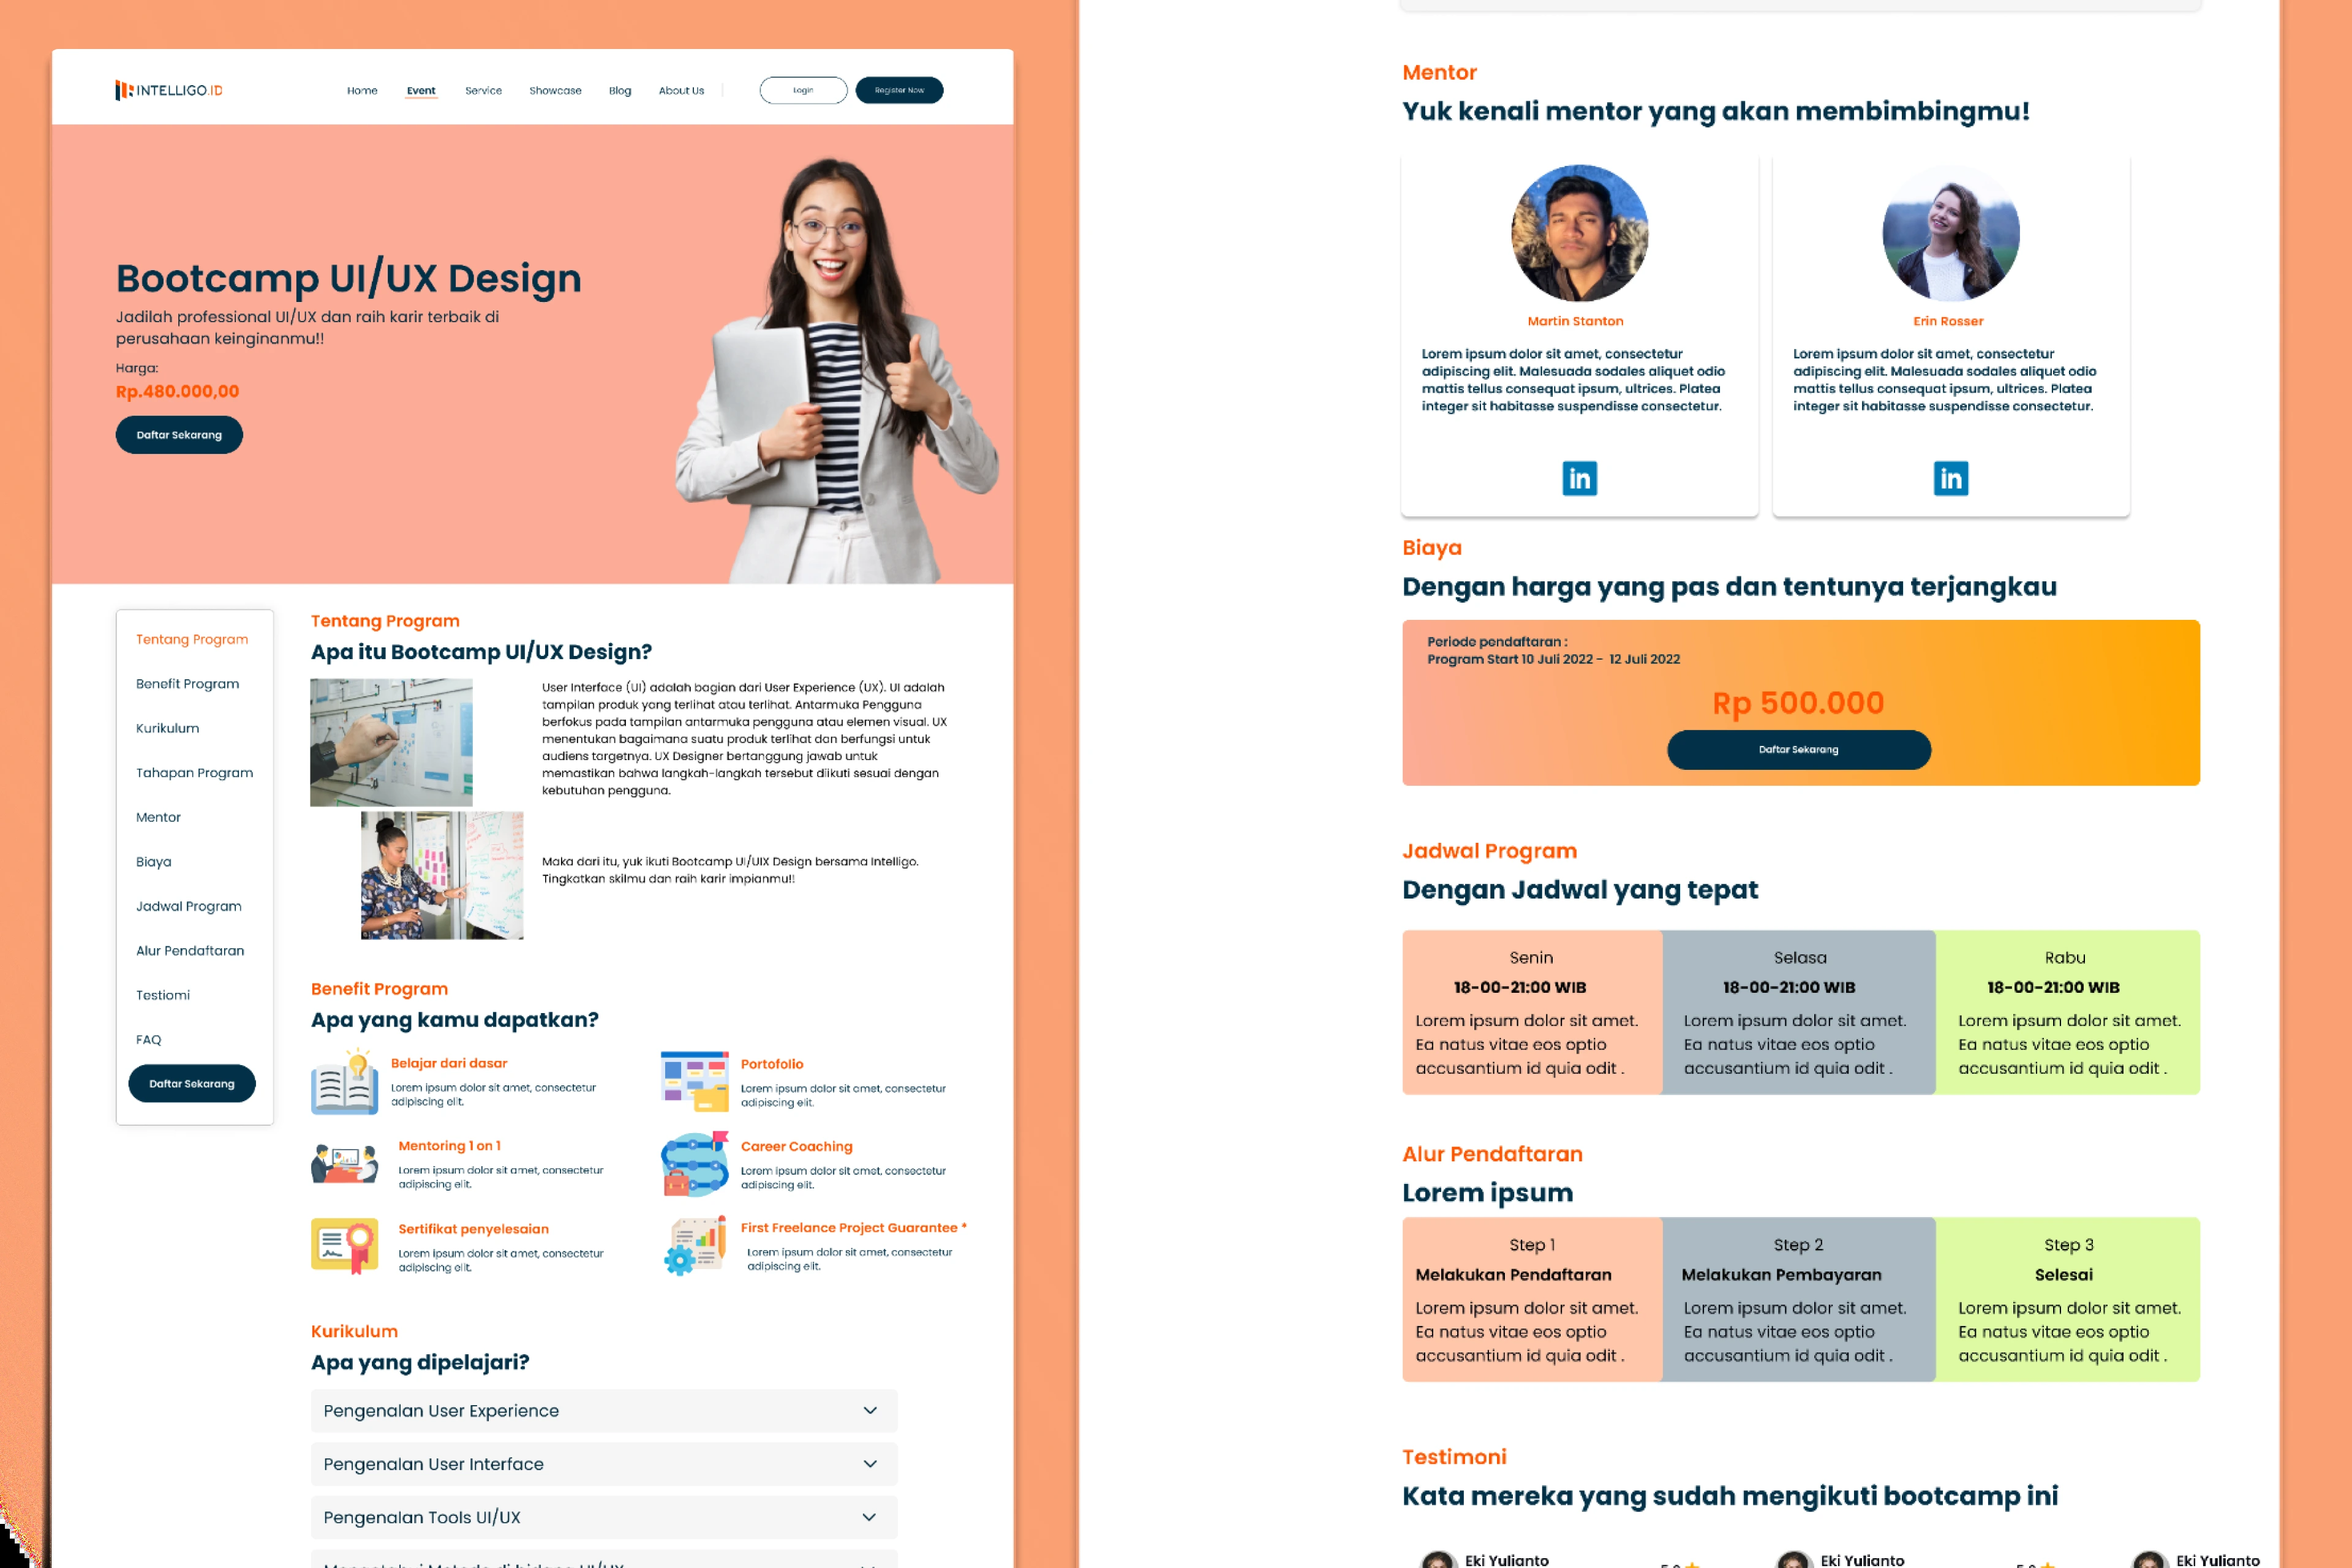 INTELLIGO.ID
Home Event Service Showcase Blog About Us Login Register Now
Bootcamp UI/UX Design
Jadilah professional UI/UX dan raih karir terbaik di
perusahaan keinginanmu!!
Harga:
Rp.480.000,00
Daftar Sekarang
Tentang Program
Benefit Program
Kurikulum
Tahapan Program
Mentor
Biaya
Jadwal Program
Alur Pendaftaran
Testiomi
FAQ
Daftar Sekarang
Tentang Program
Apa itu Bootcamp UI/UX Design?
User Interface (UI) adalah bagian dari User Experience (UX). UI adalah
tampilan produk yang terlihat atau terlihat. Antarmuka Pengguna
berfokus pada tampilan antarmuka pengguna atau elemen visual. UX
menentukan bagaimana suatu produk terlihat dan berfungsi untuk
audiens targetnya. UX Designer bertanggung jawab untuk
memastikan bahwa langkah-langkah tersebut diikuti sesuai dengan
kebutuhan pengguna.
Maka dari itu, yuk ikuti Bootcamp UI/UIX Design bersama Intelligo.
Tingkatkan skilmu dan raih karir impianmu!!
Benefit Program
Apa yang kamu dapatkan?
Belajar dari dasar
Lorem ipsum dolor sit amet, consectetur
adipiscing elit.
Portofolio
Lorem ipsum dolor sit amet, consectetur
adipiscing elit.
Mentoring 1 on 1
Lorem ipsum dolor sit amet, consectetur
adipiscing elit.
Career Coaching
Lorem ipsum dolor sit amet, consectetur
adipiscing elit.
Sertifikat penyelesaian
Lorem ipsum dolor sit amet, consectetur
adipiscing elit.
First Freelance Project Guarantee *
Lorem ipsum dolor sit amet, consectetur
adipiscing elit.
Kurikulum
Apa yang dipelajari?
Pengenalan User Experience
Pengenalan User Interface
Pengenalan Tools UI/UX
Mentor
Yuk kenali mentor yang akan membimbingmu!
Martin Stanton
Lorem ipsum dolor sit amet, consectetur
adipiscing elit. Malesuada sodales aliquet odio
mattis tellus consequat ipsum, ultrices. Platea
integer sit habitasse suspendisse consectetur.
in
Erin Rosser
Lorem ipsum dolor sit amet, consectetur
adipiscing elit. Malesuada sodales aliquet odio
mattis tellus consequat ipsum, ultrices. Platea
integer sit habitasse suspendisse consectetur.
in
Biaya
Dengan harga yang pas dan tentunya terjangkau
Periode pendaftaran :
Program Start 10 Juli 2022 - 12 Juli 2022
Rp 500.000
Daftar Sekarang
Jadwal Program
Dengan Jadwal yang tepat
Senin
18-00-21:00 WIB
Lorem ipsum dolor sit amet.
Ea natus vitae eos optio
accusantium id quia odit .
Selasa
18-00-21:00 WIB
Lorem ipsum dolor sit amet.
Ea natus vitae eos optio
accusantium id quia odit .
Rabu
18-00-21:00 WIB
Lorem ipsum dolor sit amet.
Ea natus vitae eos optio
accusantium id quia odit .
Alur Pendaftaran
Lorem ipsum
Step 1
Melakukan Pendaftaran
Lorem ipsum dolor sit amet.
Ea natus vitae eos optio
accusantium id quia odit .
Step 2
Melakukan Pembayaran
Lorem ipsum dolor sit amet.
Ea natus vitae eos optio
accusantium id quia odit .
Step 3
Selesai
Lorem ipsum dolor sit amet.
Ea natus vitae eos optio
accusantium id quia odit .
Testimoni
Kata mereka yang sudah mengikuti bootcamp ini
Eki Yulianto
Eki Yulianto
Eki Yulianto